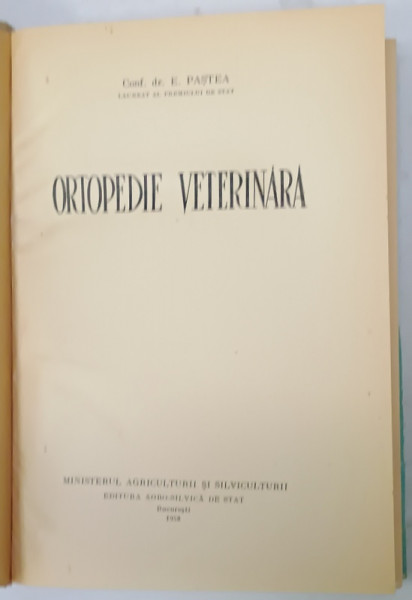 Conf. dr. E. PAȘTEA
LAUREAT AL PREMIULUI DE STAT
ORTOPEDIE VETERINARĂ
MINISTERUL AGRICULTURII ȘI SILVICULTURII
EDITURA AGRO-SILVICĂ DE STAT
București
1958